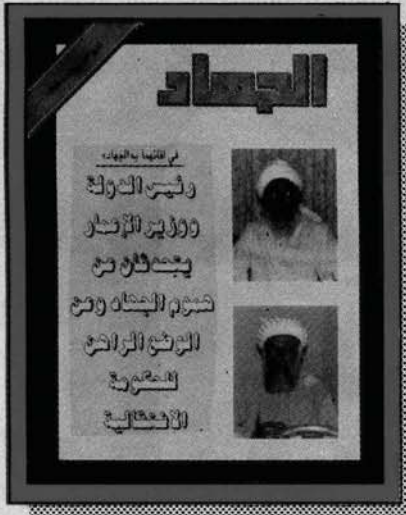 الجهاد
في لقائهما بـ«الجهاد»
رئيس الدولة
ووزير الإعمار
يتحدثان عن
هموم الجهاد وعن
الوضع الراهن
للحكومة
الانتقالية